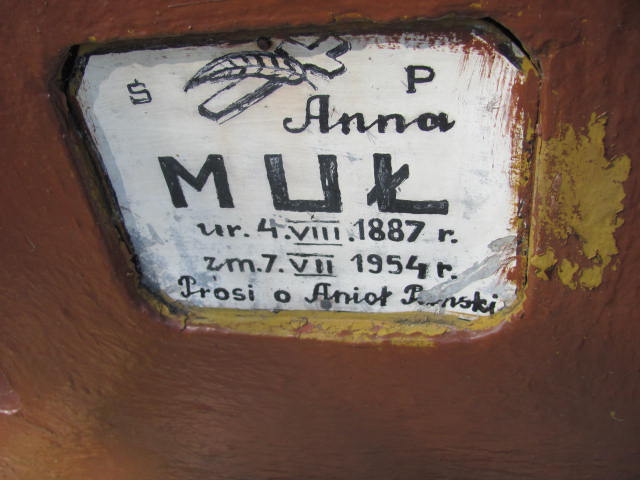 S P
Anna
MUŁ
ur. 4.VIII.1887 r.
zm. 7. VII 1954 r.
Prosi o Anioł